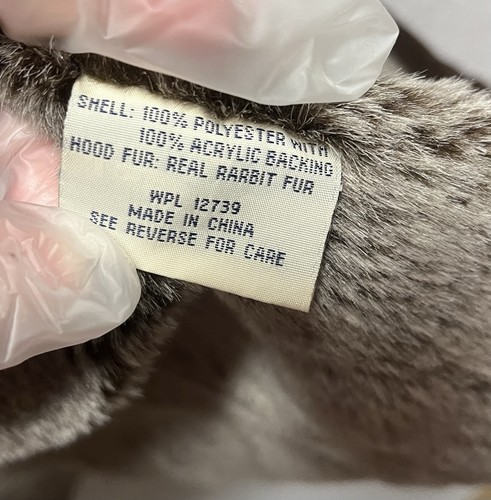 SHELL: 100% POLYESTER WITH
100% ACRYLIC BACKING
HOOD FUR: REAL RABBIT FUR
WPL 12739
MADE IN CHINA
SEE REVERSE FOR CARE